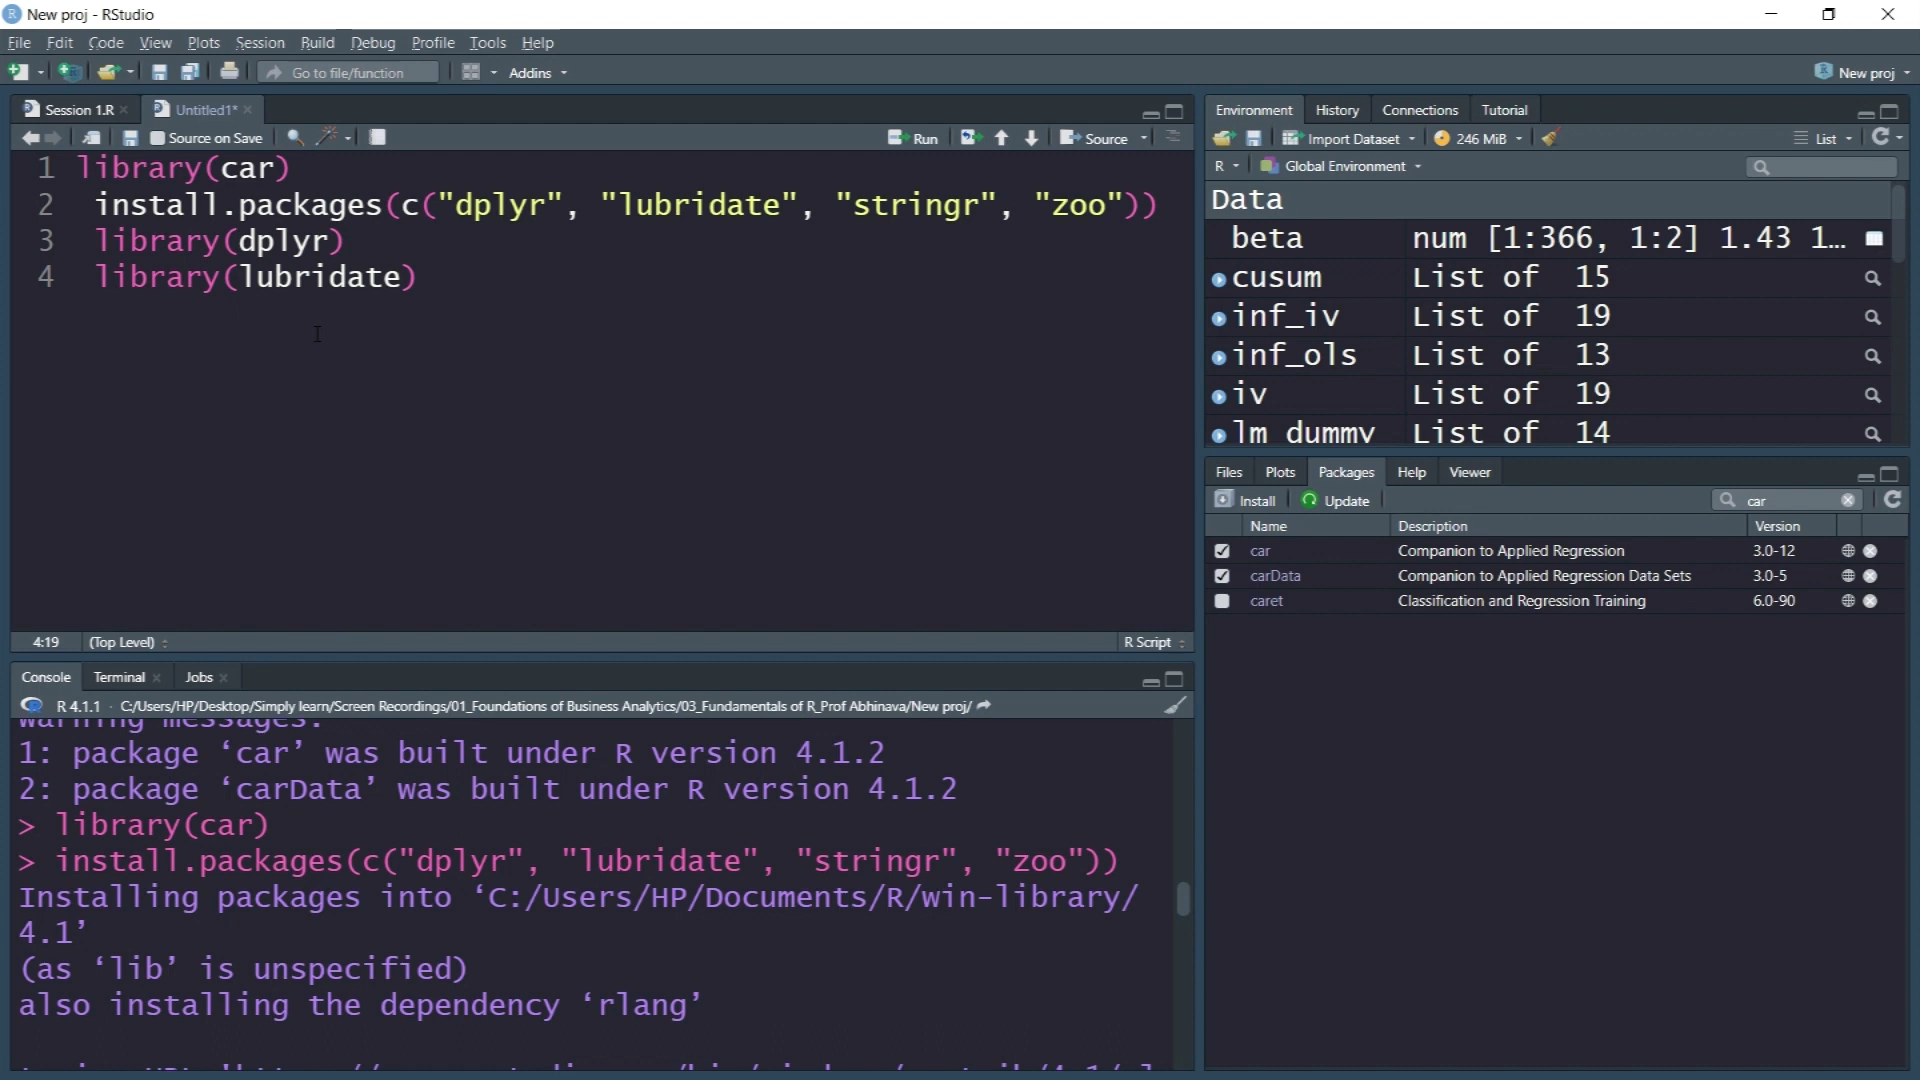 New proj - RStudio
File Edit Code View Plots Session Build Debug Profile Tools Help
Go to file/function Addins New proj
Session 1.R Untitled1*
Source on Save Run Source
1 library(car)
2 install.packages(c("dplyr", "lubridate", "stringr", "zoo"))
3 library(dplyr)
4 library(lubridate)
4:19 (Top Level) R Script
Console Terminal Jobs
R 4.1.1 · C:/Users/HP/Desktop/Simply learn/Screen Recordings/01_Foundations of Business Analytics/03_Fundamentals of R_Prof Abhinava/New proj/
Warning messages:
1: package ‘car’ was built under R version 4.1.2
2: package ‘carData’ was built under R version 4.1.2
> library(car)
> install.packages(c("dplyr", "lubridate", "stringr", "zoo"))
Installing packages into ‘C:/Users/HP/Documents/R/win-library/
4.1’
(as ‘lib’ is unspecified)
also installing the dependency ‘rlang’
Environment History Connections Tutorial
Import Dataset 246 MiB List
R Global Environment
Data
beta num [1:366, 1:2] 1.43 1...
cusum List of 15
inf_iv List of 19
inf_ols List of 13
iv List of 19
lm_dummy List of 14
Files Plots Packages Help Viewer
Install Update car
Name Description Version
car Companion to Applied Regression 3.0-12
carData Companion to Applied Regression Data Sets 3.0-5
caret Classification and Regression Training 6.0-90